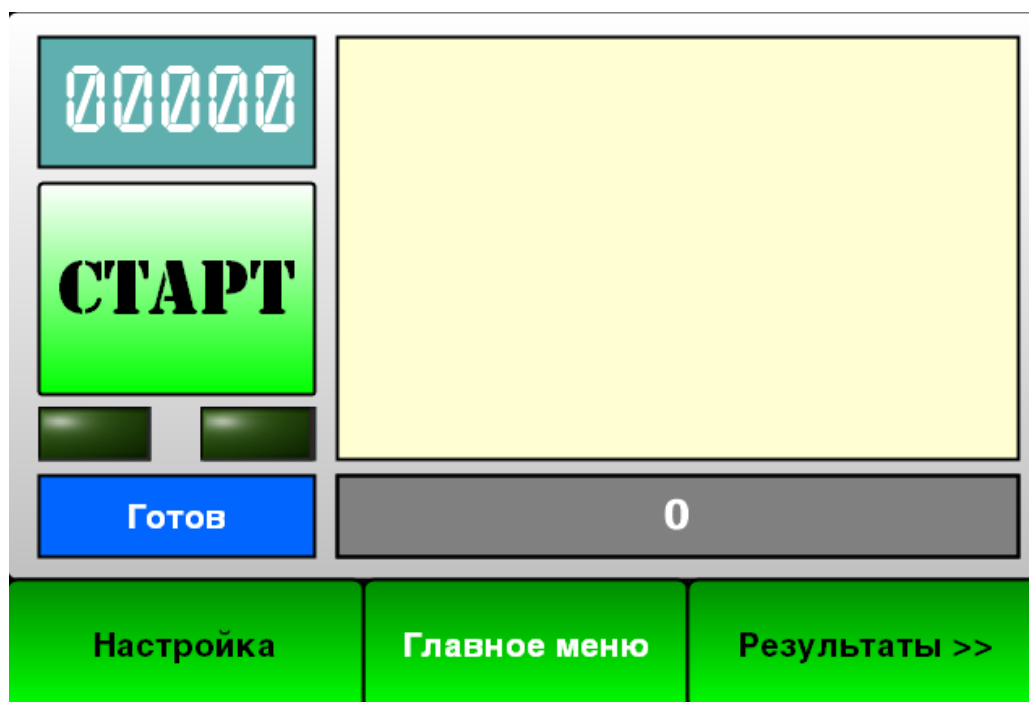 00000
СТАРТ
Готов
0
Настройка
Главное меню
Результаты >>